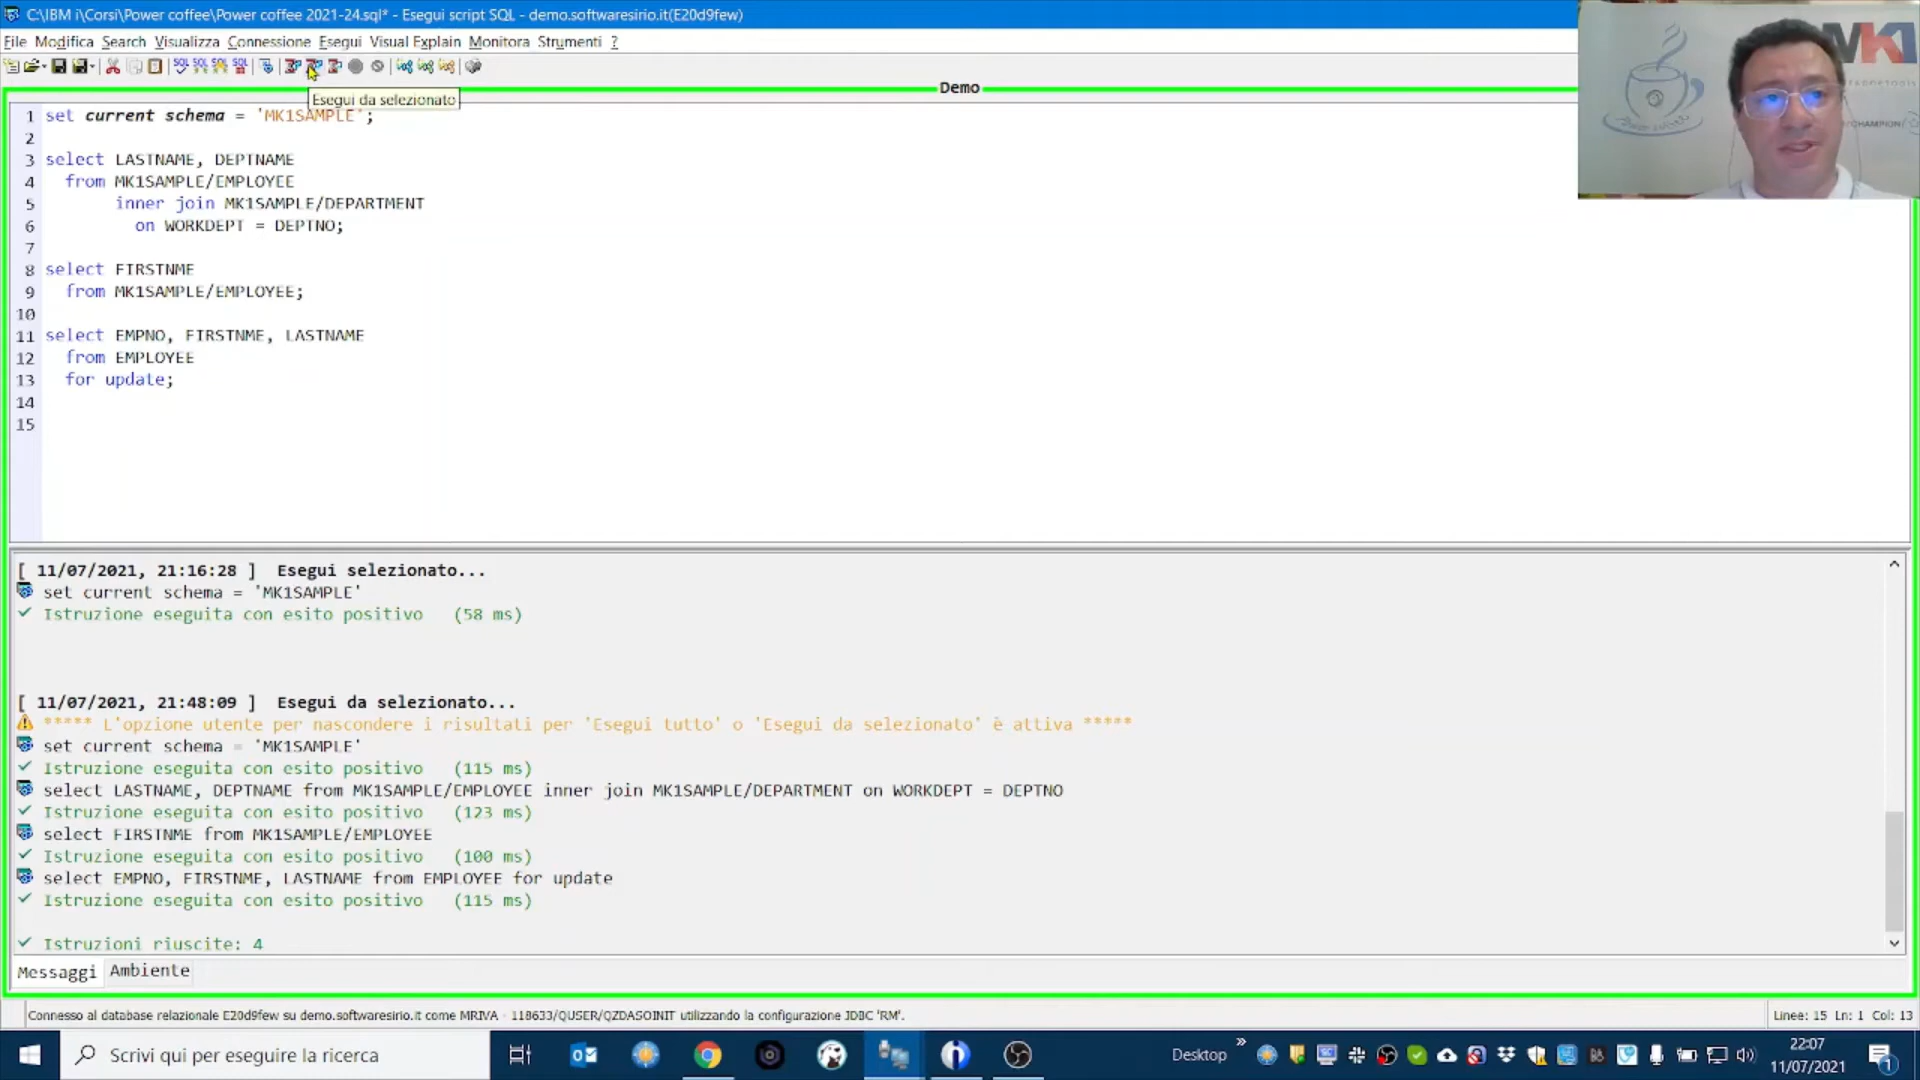 C:\IBM i\Corsi\Power coffee\Power coffee 2021-24.sql* - Esegui script SQL - demo.softwaresirio.it(E20d9few)
File Modifica Search Visualizza Connessione Esegui Visual Explain Monitora Strumenti ?
Demo
Esegui da selezionato
1 set current schema = 'MK1SAMPLE';
2
3 select LASTNAME, DEPTNAME
4 from MK1SAMPLE/EMPLOYEE
5 inner join MK1SAMPLE/DEPARTMENT
6 on WORKDEPT = DEPTNO;
7
8 select FIRSTNME
9 from MK1SAMPLE/EMPLOYEE;
10
11 select EMPNO, FIRSTNME, LASTNAME
12 from EMPLOYEE
13 for update;
14
15
[ 11/07/2021, 21:16:28 ] Esegui selezionato...
set current schema = 'MK1SAMPLE'
Istruzione eseguita con esito positivo (58 ms)
[ 11/07/2021, 21:48:09 ] Esegui da selezionato...
***** L'opzione utente per nascondere i risultati per 'Esegui tutto' o 'Esegui da selezionato' è attiva *****
set current schema = 'MK1SAMPLE'
Istruzione eseguita con esito positivo (115 ms)
select LASTNAME, DEPTNAME from MK1SAMPLE/EMPLOYEE inner join MK1SAMPLE/DEPARTMENT on WORKDEPT = DEPTNO
Istruzione eseguita con esito positivo (123 ms)
select FIRSTNME from MK1SAMPLE/EMPLOYEE
Istruzione eseguita con esito positivo (100 ms)
select EMPNO, FIRSTNME, LASTNAME from EMPLOYEE for update
Istruzione eseguita con esito positivo (115 ms)
Istruzioni riuscite: 4
Messaggi Ambiente
Connesso al database relazionale E20d9few su demo.softwaresirio.it come MRIVA - 118633/QUSER/QZDASOINIT utilizzando la configurazione JDBC 'RM'.
Linee: 15 Ln: 1 Col: 13
Scrivi qui per eseguire la ricerca
Desktop
22:07
11/07/2021